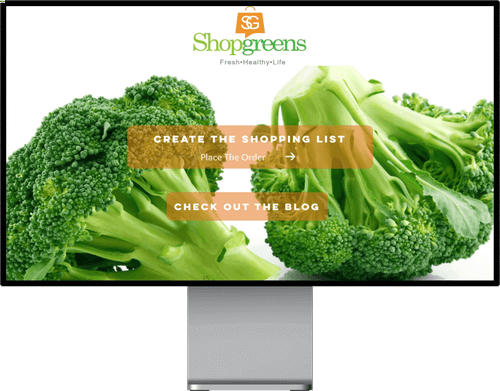 SG
Shopgreens
Fresh•Healthy•Life
CREATE THE SHOPPING LIST
Place The Order →
CHECK OUT THE BLOG